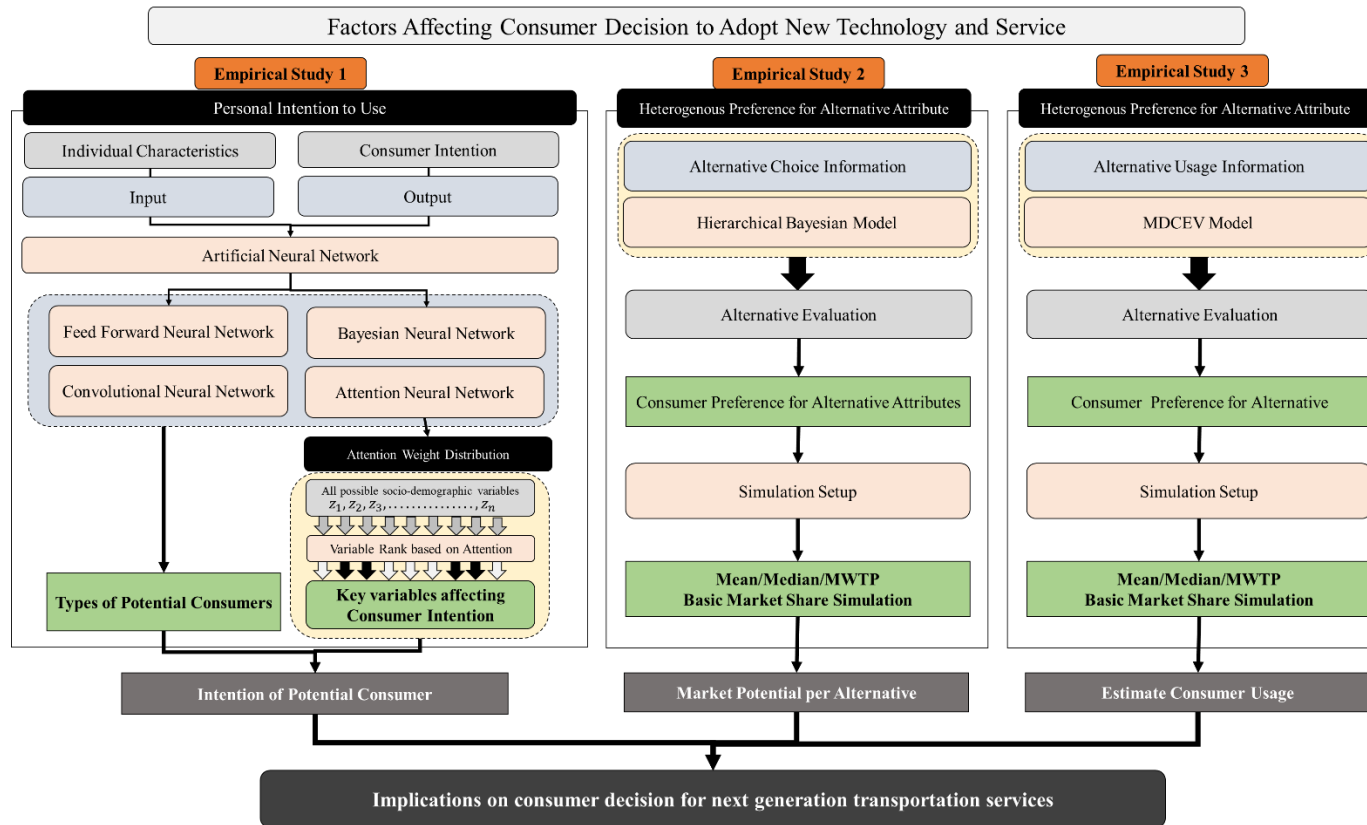 Factors Affecting Consumer Decision to Adopt New Technology and Service
Empirical Study 1
Personal Intention to Use
Individual Characteristics
Consumer Intention
Input
Output
Artificial Neural Network
Feed Forward Neural Network
Bayesian Neural Network
Convolutional Neural Network
Attention Neural Network
Attention Weight Distribution
All possible socio-demographic variables
z₁, z₂, z₃, . . . . . . . . . . . . . . , zₙ
Variable Rank based on Attention
Key variables affecting
Consumer Intention
Types of Potential Consumers
Intention of Potential Consumer
Empirical Study 2
Heterogenous Preference for Alternative Attribute
Alternative Choice Information
Hierarchical Bayesian Model
Alternative Evaluation
Consumer Preference for Alternative Attributes
Simulation Setup
Mean/Median/MWTP
Basic Market Share Simulation
Market Potential per Alternative
Empirical Study 3
Heterogenous Preference for Alternative Attribute
Alternative Usage Information
MDCEV Model
Alternative Evaluation
Consumer Preference for Alternative
Simulation Setup
Mean/Median/MWTP
Basic Market Share Simulation
Estimate Consumer Usage
Implications on consumer decision for next generation transportation services